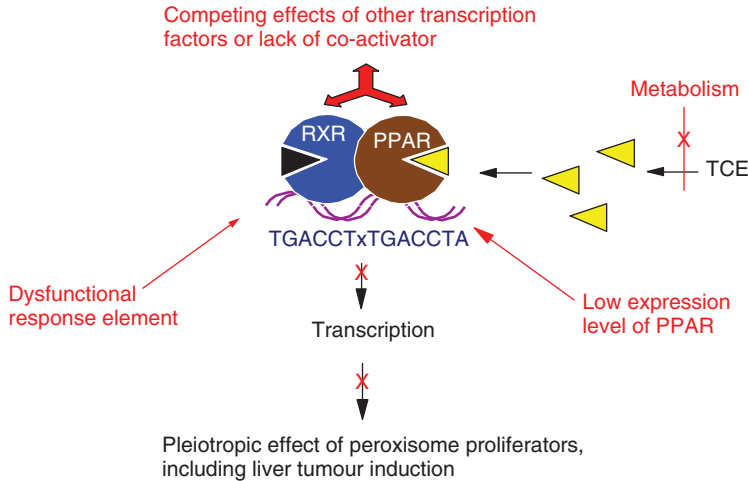 Competing effects of other transcription
factors or lack of co-activator
Metabolism
RXR
PPAR
X
TCE
TGACCTxTGACCTA
X
Dysfunctional
response element
Low expression
level of PPAR
Transcription
X
Pleiotropic effect of peroxisome proliferators,
including liver tumour induction